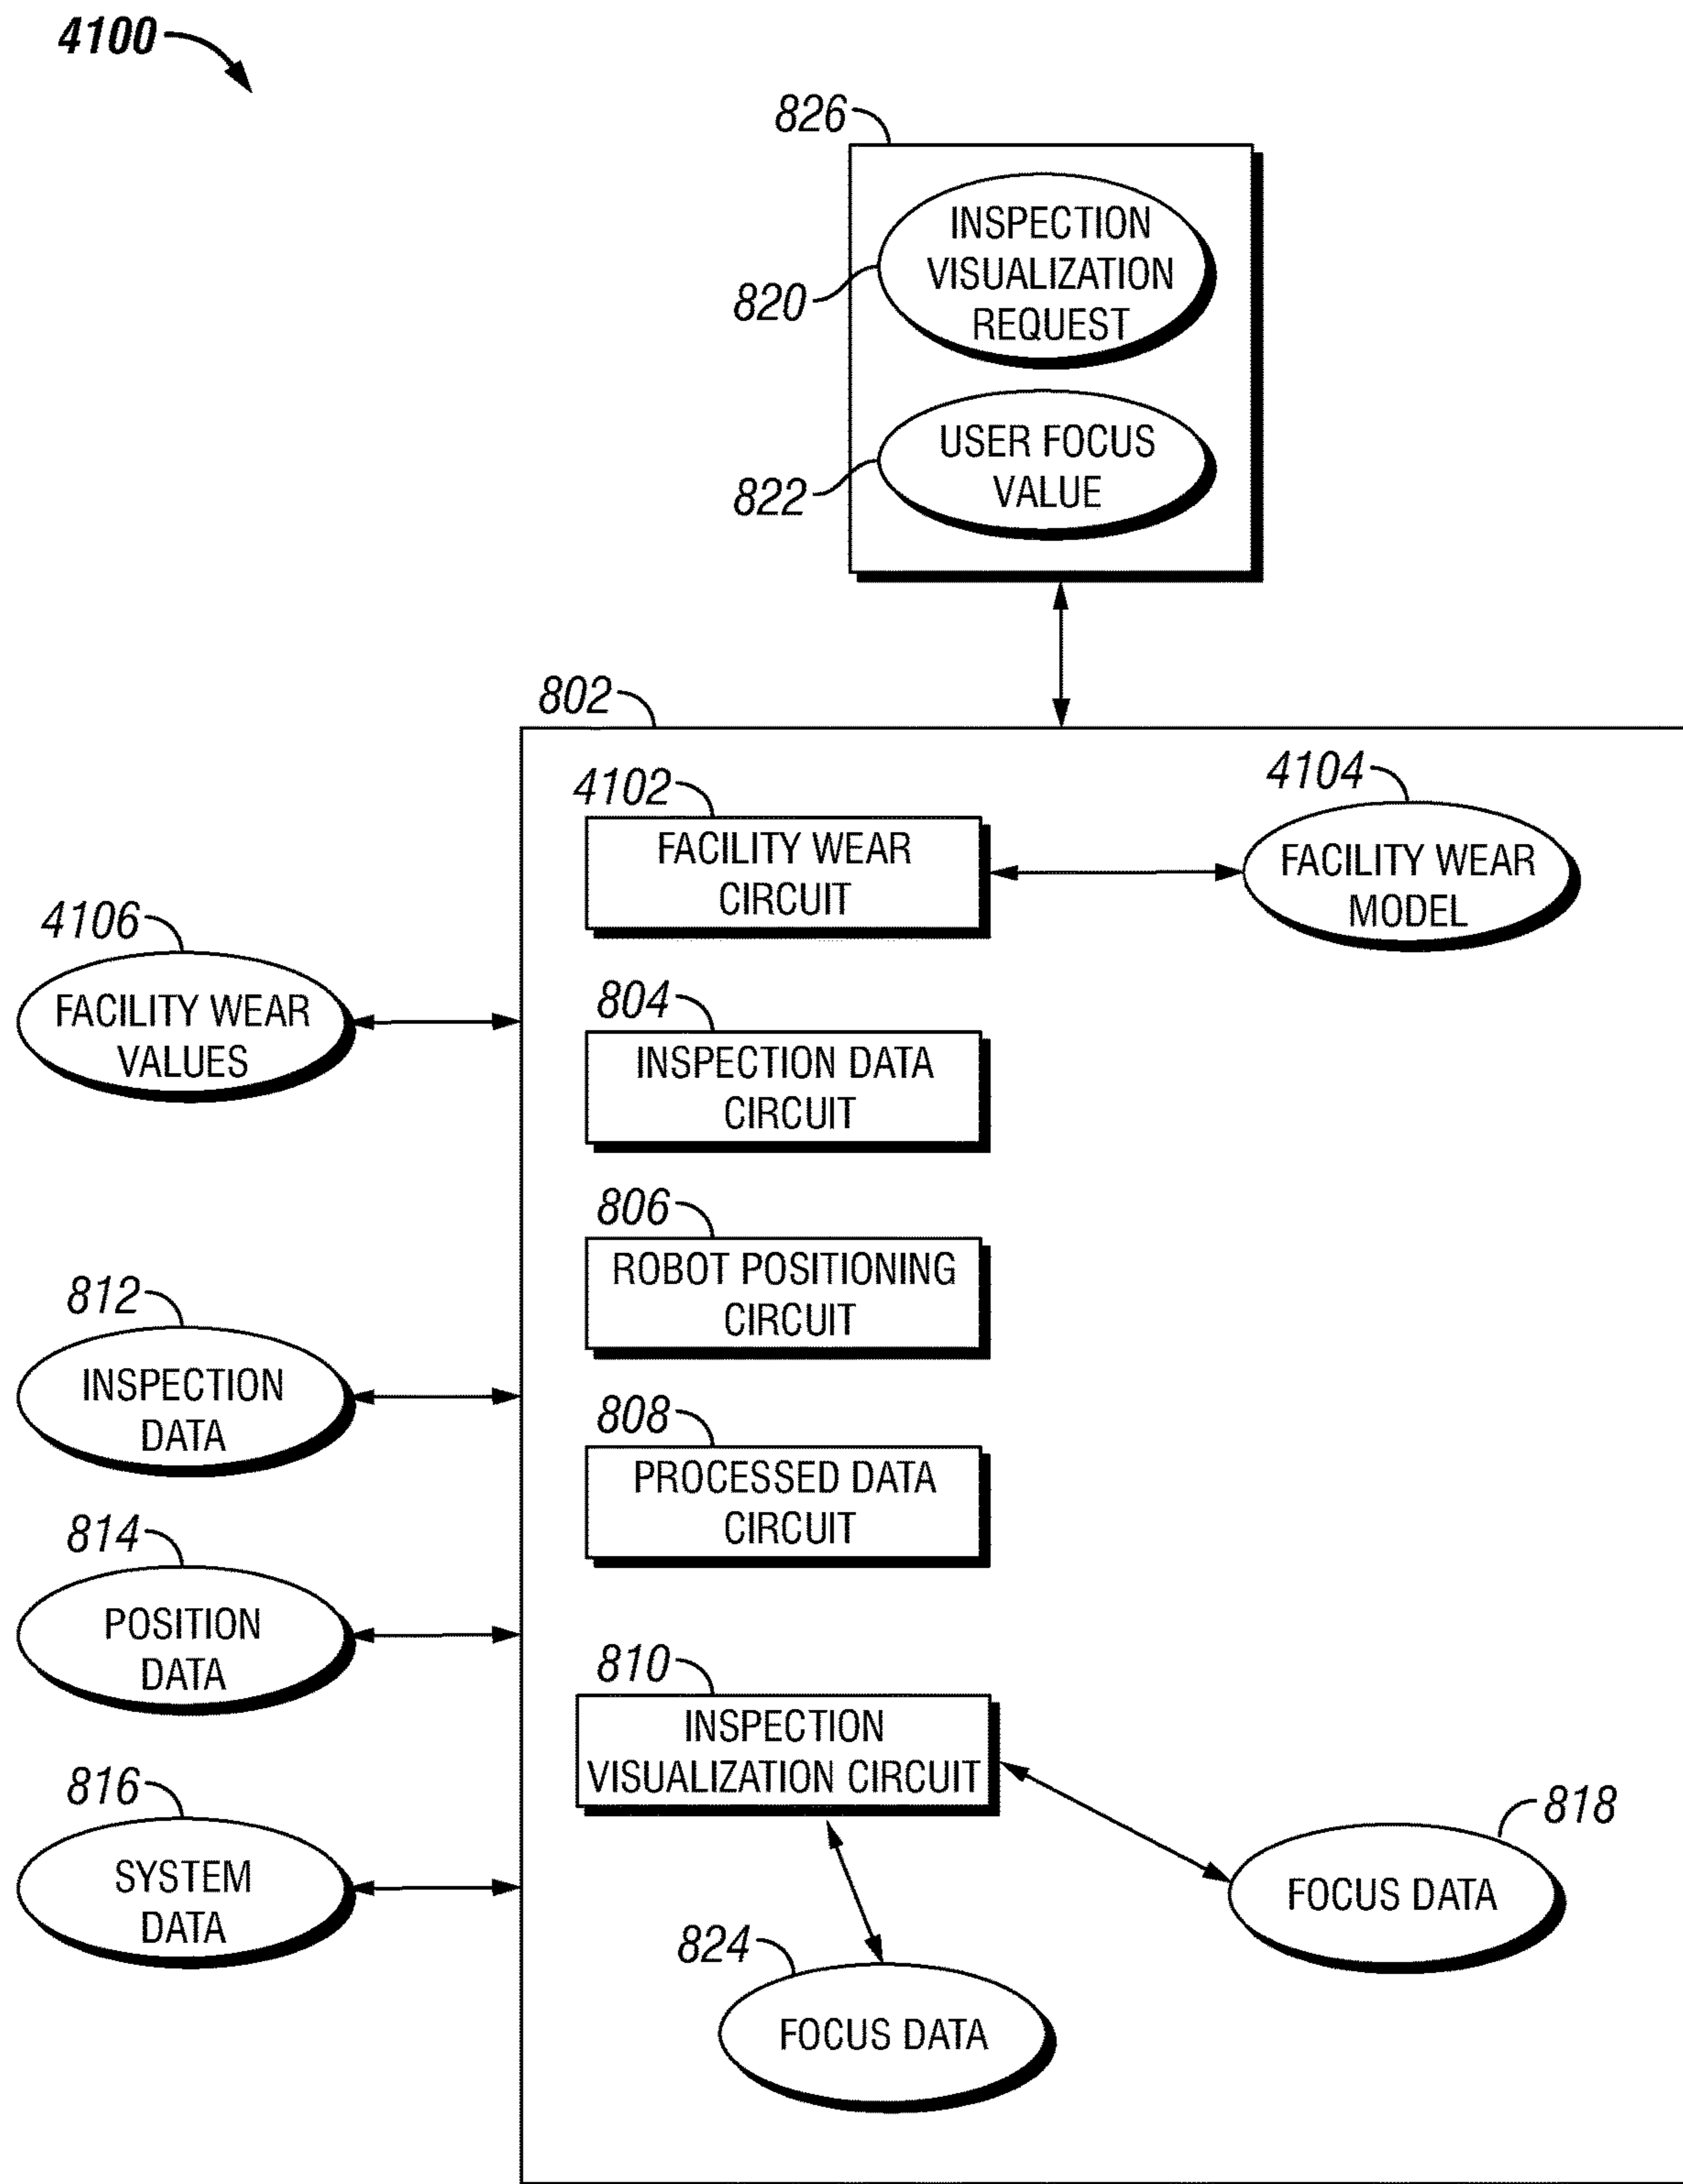 4100
826
INSPECTION
VISUALIZATION
REQUEST
820
USER FOCUS
VALUE
822
802
4102
FACILITY WEAR
CIRCUIT
4104
FACILITY WEAR
MODEL
4106
FACILITY WEAR
VALUES
804
INSPECTION DATA
CIRCUIT
806
ROBOT POSITIONING
CIRCUIT
812
INSPECTION
DATA
808
PROCESSED DATA
CIRCUIT
814
POSITION
DATA
810
INSPECTION
VISUALIZATION CIRCUIT
816
SYSTEM
DATA
818
FOCUS DATA
824
FOCUS DATA